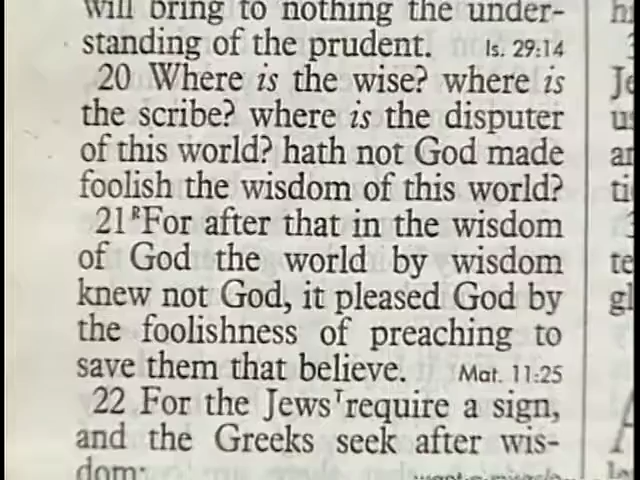 will bring to nothing the under-
standing of the prudent. Is. 29:14
20 Where is the wise? where is
the scribe? where is the disputer
of this world? hath not God made
foolish the wisdom of this world?
21 RFor after that in the wisdom
of God the world by wisdom
knew not God, it pleased God by
the foolishness of preaching to
save them that believe. Mat. 11:25
22 For the Jews Trequire a sign,
and the Greeks seek after wis-
dom: